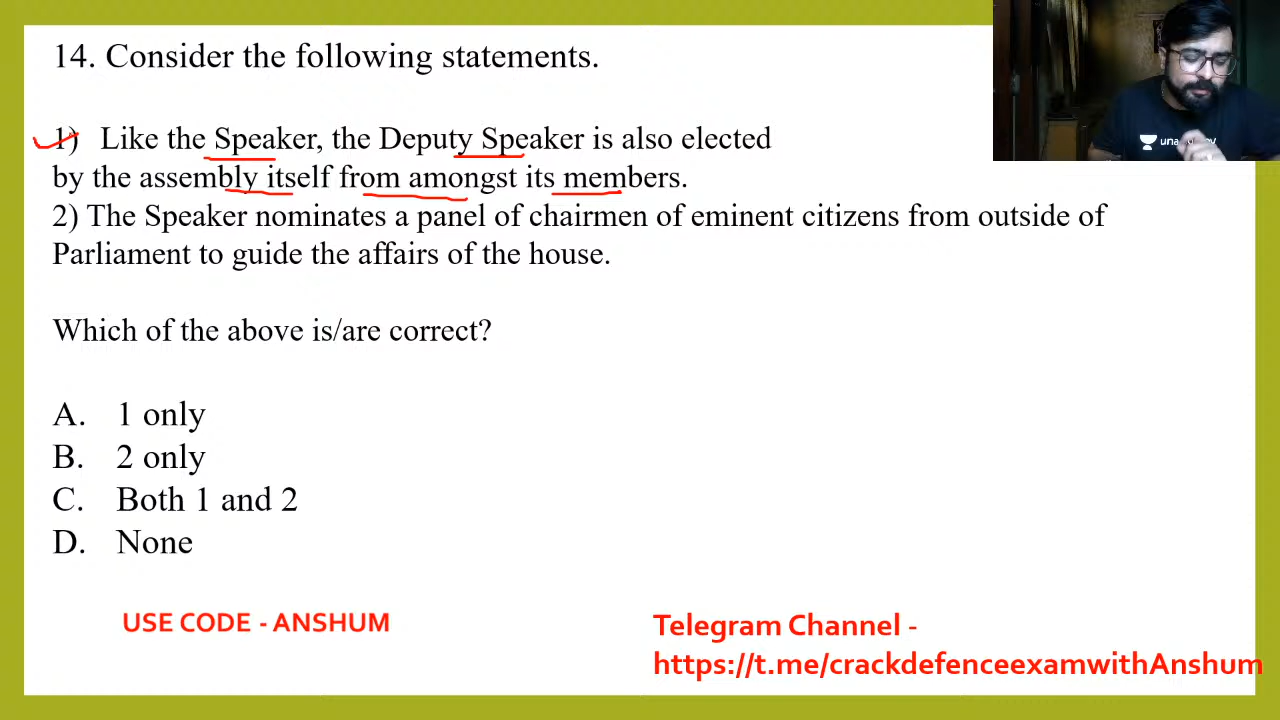 14. Consider the following statements.
1) Like the Speaker, the Deputy Speaker is also elected
by the assembly itself from amongst its members.
2) The Speaker nominates a panel of chairmen of eminent citizens from outside of
Parliament to guide the affairs of the house.
Which of the above is/are correct?
A. 1 only
B. 2 only
C. Both 1 and 2
D. None
USE CODE - ANSHUM
Telegram Channel -
https://t.me/crackdefenceexamwithAnshum